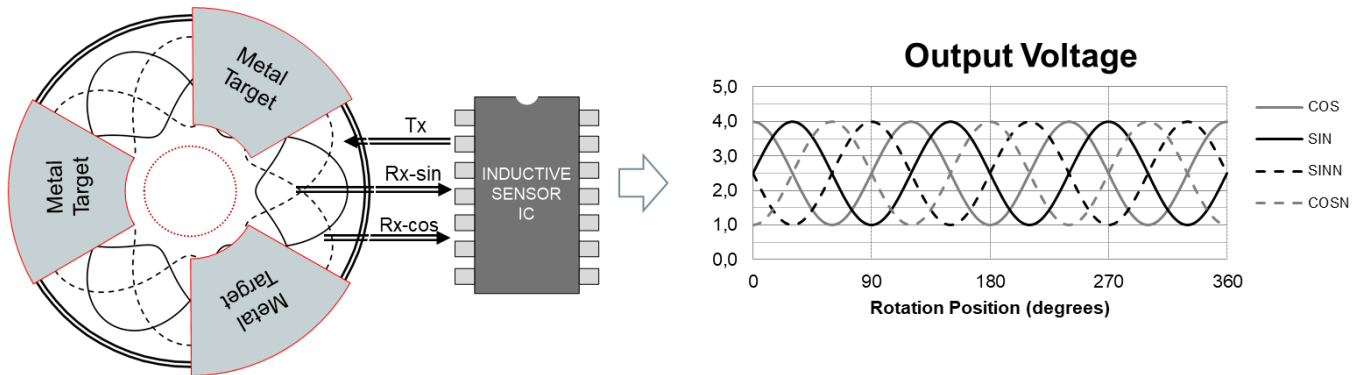 Metal
Target
Metal
Target
Metal
Target
Tx
Rx-sin
Rx-cos
INDUCTIVE
SENSOR
IC
Output Voltage
5,0
4,0
3,0
2,0
1,0
0,0
0 90 180 270 360
Rotation Position (degrees)
COS
SIN
SINN
COSN